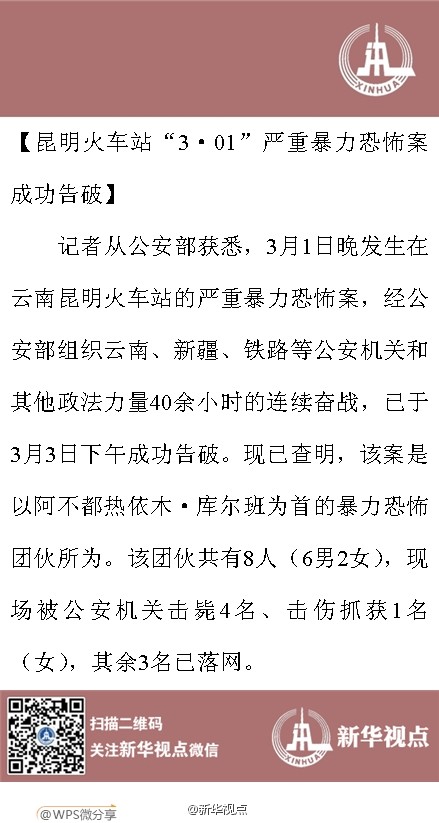 XINHUA
【昆明火车站“3·01”严重暴力恐怖案
成功告破】
记者从公安部获悉，3月1日晚发生在
云南昆明火车站的严重暴力恐怖案，经公
安部组织云南、新疆、铁路等公安机关和
其他政法力量40余小时的连续奋战，已于
3月3日下午成功告破。现已查明，该案是
以阿不都热依木·库尔班为首的暴力恐怖
团伙所为。该团伙共有8人（6男2女），现
场被公安机关击毙4名、击伤抓获1名
（女），其余3名已落网。
扫描二维码
关注新华视点微信
XINHUA
新华视点
@WPS微分享
@新华视点